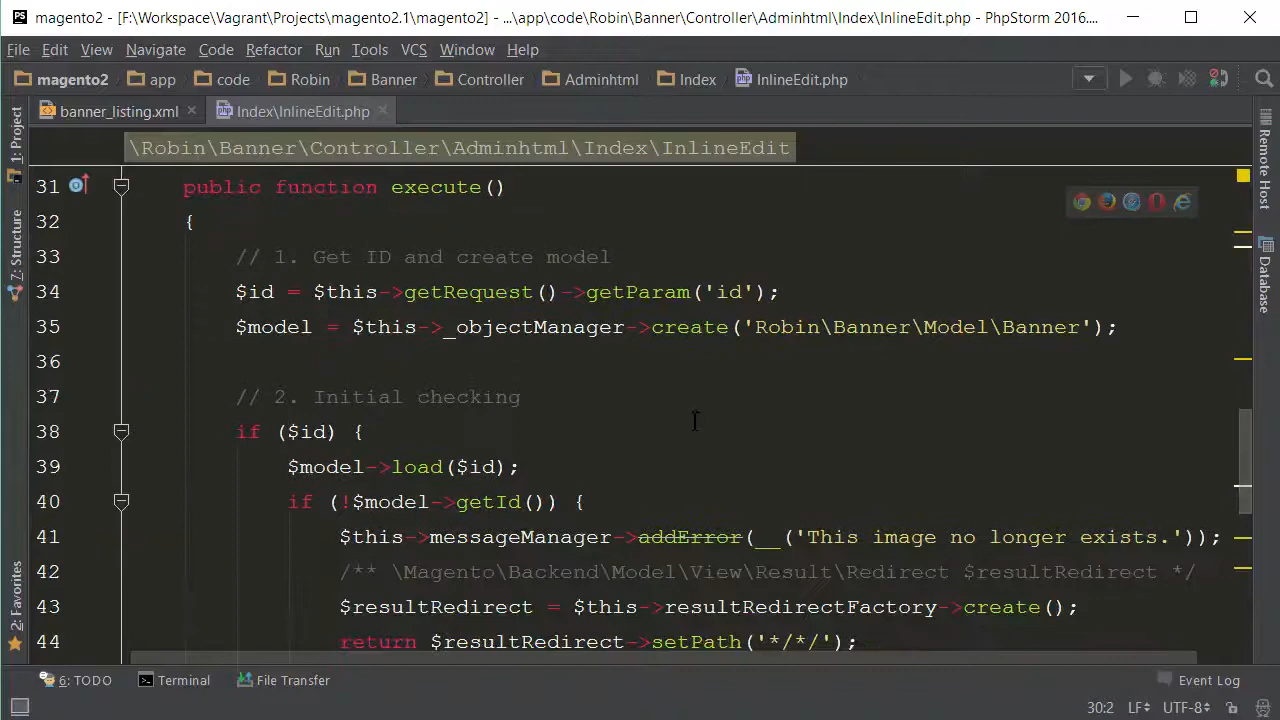 magento2 - [F:\Workspace\Vagrant\Projects\magento2.1\magento2] - ...\app\code\Robin\Banner\Controller\Adminhtml\Index\InlineEdit.php - PhpStorm 2016....
File Edit View Navigate Code Refactor Run Tools VCS Window Help
magento2 app code Robin Banner Controller Adminhtml Index InlineEdit.php
banner_listing.xml Index\InlineEdit.php
\Robin\Banner\Controller\Adminhtml\Index\InlineEdit
31 public function execute()
32 {
33 // 1. Get ID and create model
34 $id = $this->getRequest()->getParam('id');
35 $model = $this->_objectManager->create('Robin\Banner\Model\Banner');
36
37 // 2. Initial checking
38 if ($id) {
39 $model->load($id);
40 if (!$model->getId()) {
41 $this->messageManager->addError(__('This image no longer exists.'));
42 /** \Magento\Backend\Model\View\Result\Redirect $resultRedirect */
43 $resultRedirect = $this->resultRedirectFactory->create();
44 return $resultRedirect->setPath('*/*/');
1: Project
7: Structure
2: Favorites
Remote Host
Database
6: TODO Terminal File Transfer Event Log
30:2 LF UTF-8